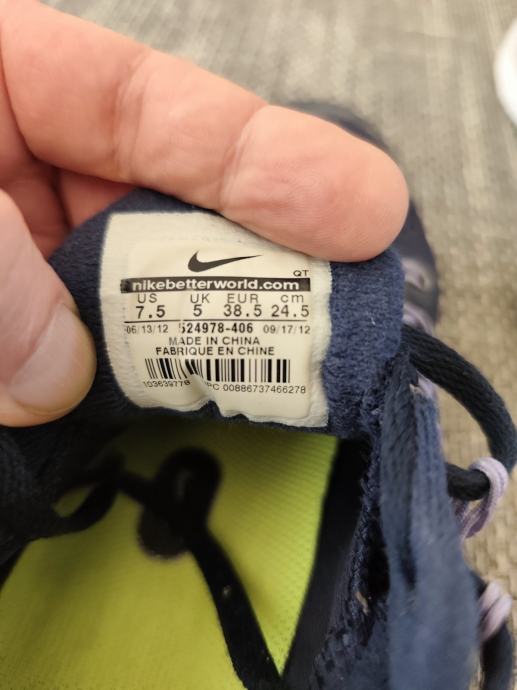 QT
nikebetterworld.com
US UK EUR cm
7.5 5 38.5 24.5
06/13/12 524978-406 09/17/12
MADE IN CHINA
FABRIQUE EN CHINE
103639778 UPC 00886737466278